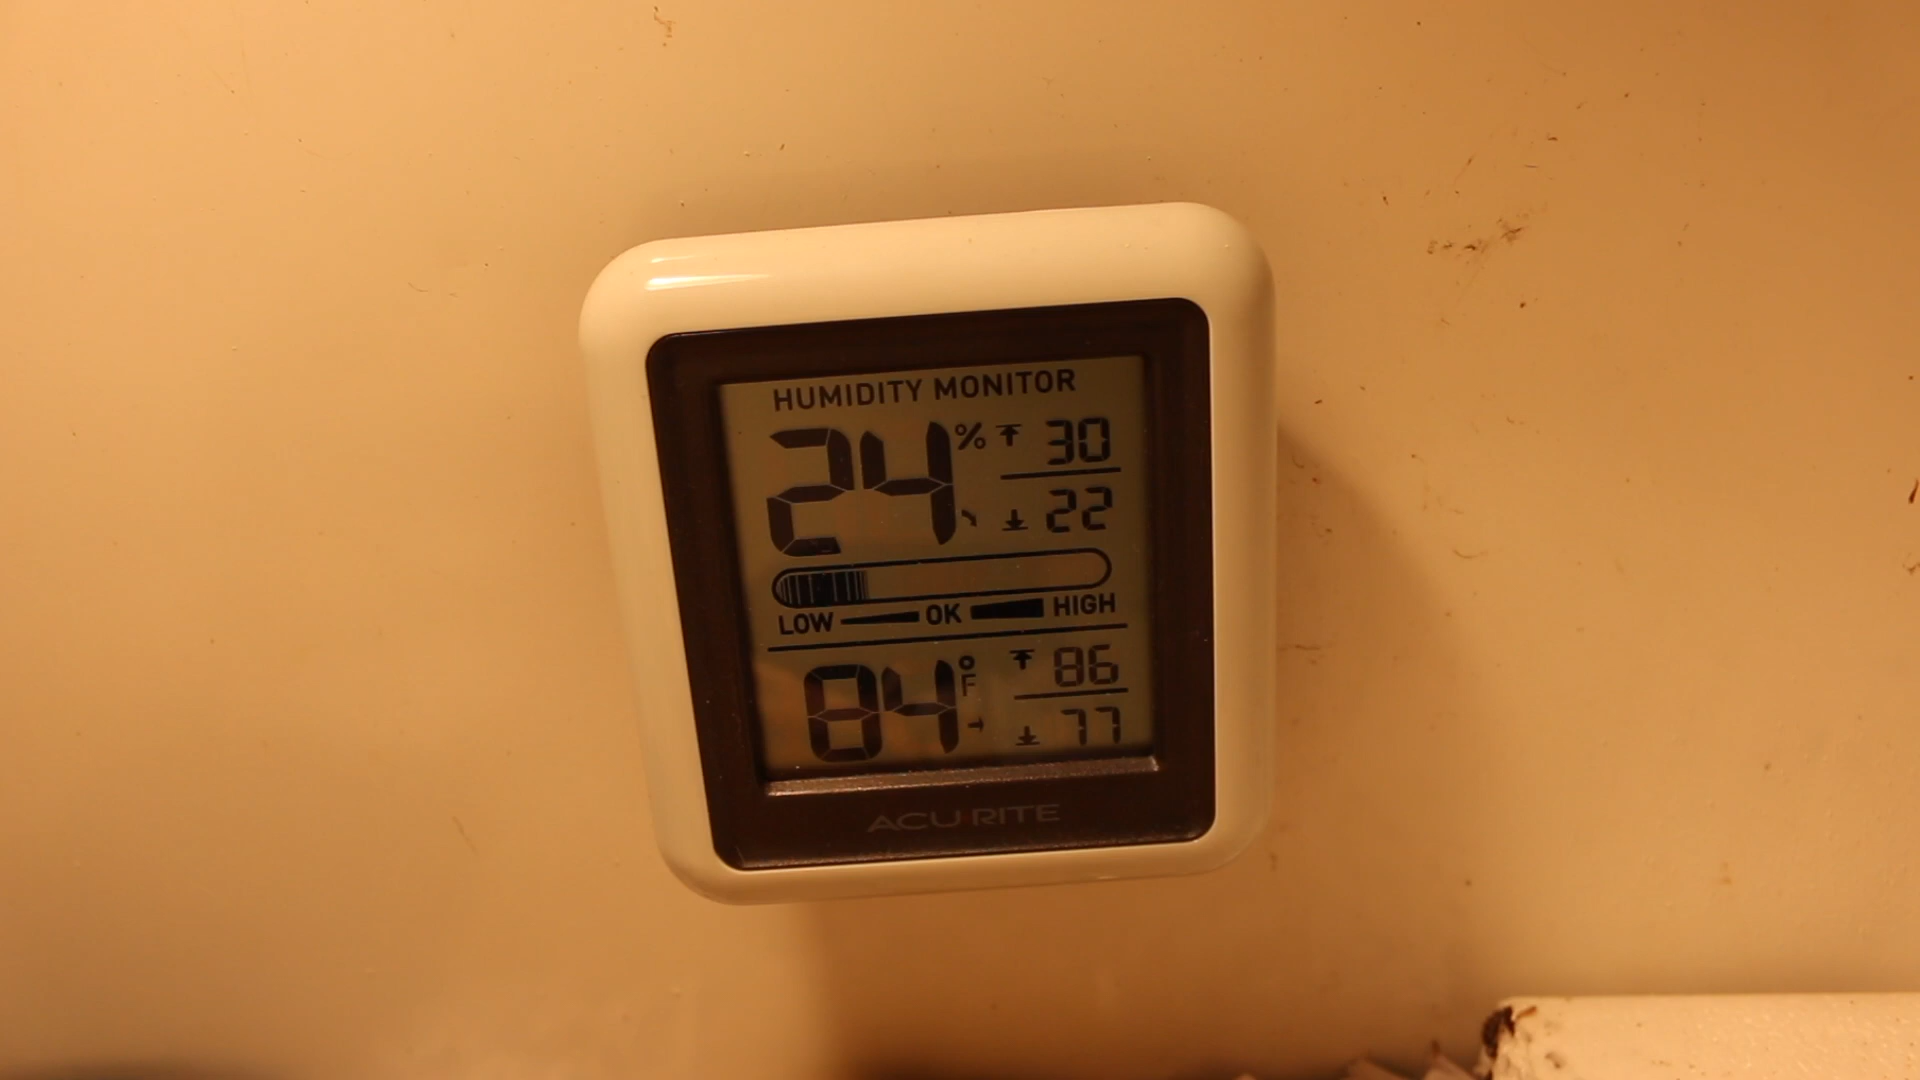 HUMIDITY MONITOR
24% 30
22
LOW OK HIGH
84°F 86
77
ACURITE